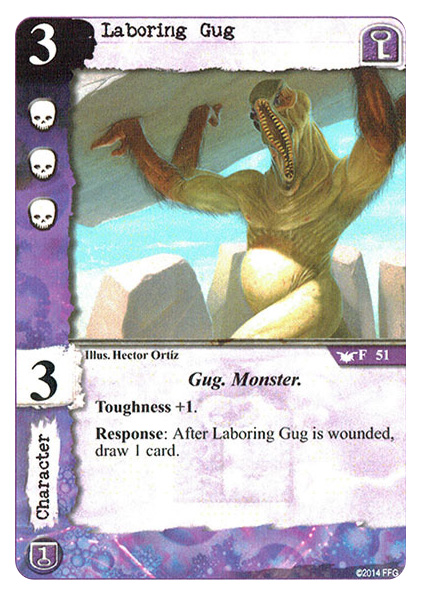 3
Laboring Gug
Illus. Hector Ortiz
F 51
3
Gug. Monster.
Toughness +1.
Response: After Laboring Gug is wounded,
draw 1 card.
Character
1
©2014 FFG